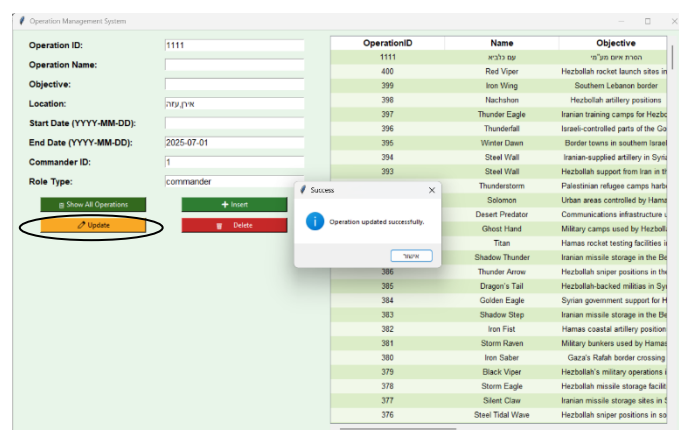 Operation Management System
Operation ID: 1111
Operation Name:
Objective:
Location: אירן,עזה
Start Date (YYYY-MM-DD):
End Date (YYYY-MM-DD): 2025-07-01
Commander ID: 1
Role Type: commander
Show All Operations
+ Insert
Update
Delete
Success
Operation updated successfully.
אישור
OperationID Name Objective
1111 עם כלביא הסרת איום מע"מי
400 Red Viper Hezbollah rocket launch sites in
399 Iron Wing Southern Lebanon border
398 Nachshon Hezbollah artillery positions
397 Thunder Eagle Iranian training camps for Hezbo
396 Thunderfall Israeli-controlled parts of the Go
395 Winter Dawn Border towns in southern Israel
394 Steel Wall Iranian-supplied artillery in Syria
393 Steel Wall Hezbollah support from Iran in th
Thunderstorm Palestinian refugee camps harb
Solomon Urban areas controlled by Hama
Desert Predator Communications infrastructure u
Ghost Hand Military camps used by Hezboll
Titan Hamas rocket testing facilities i
Shadow Thunder Iranian missile storage in the Be
386 Thunder Arrow Hezbollah sniper positions in the
385 Dragon's Tail Hezbollah-backed militias in Syr
384 Golden Eagle Syrian government support for H
383 Shadow Step Iranian missile storage in the Be
382 Iron Fist Hamas coastal artillery position
381 Storm Raven Military bunkers used by Hamas
380 Iron Saber Gaza's Rafah border crossing
379 Black Viper Hezbollah's military operations i
378 Storm Eagle Hezbollah missile storage facilit
377 Silent Claw Iranian missile storage sites in S
376 Steel Tidal Wave Hezbollah sniper positions in so